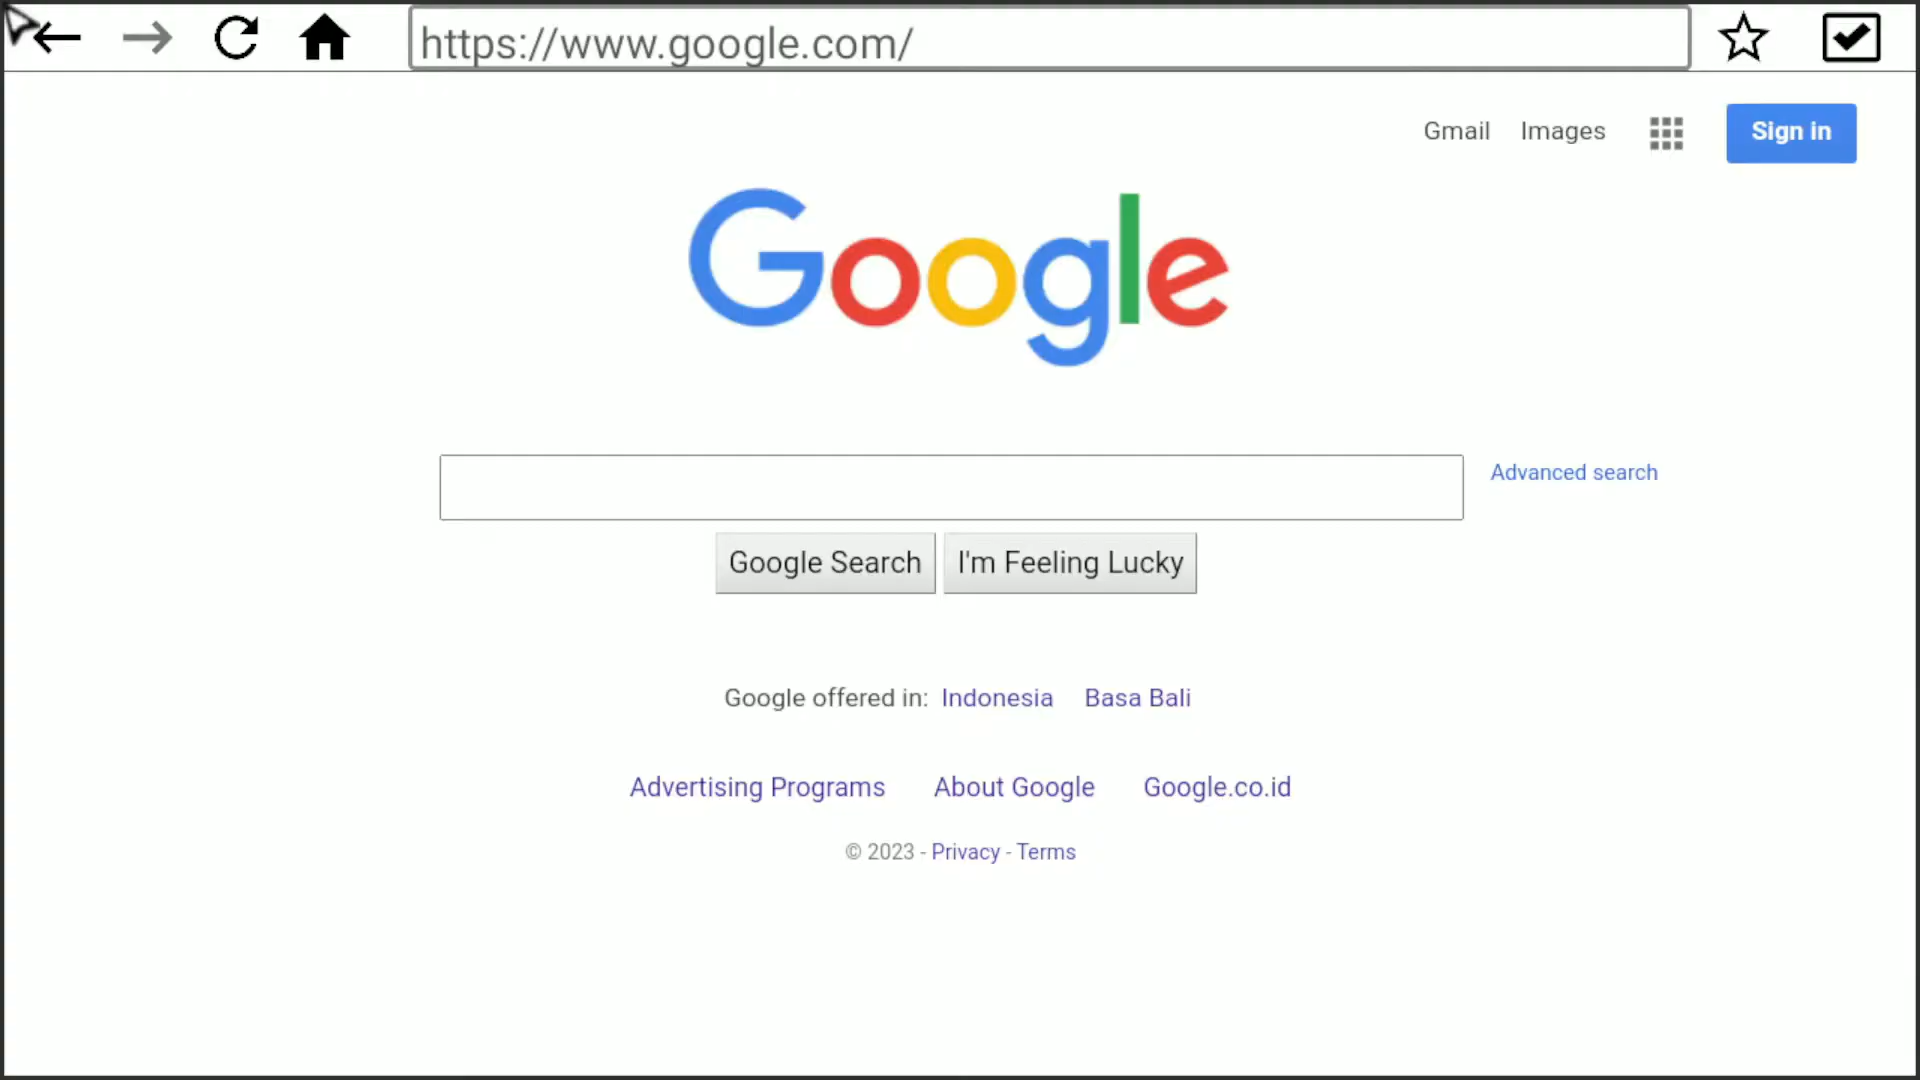 https://www.google.com/
Gmail Images Sign in
Google
Advanced search
Google Search I'm Feeling Lucky
Google offered in: Indonesia Basa Bali
Advertising Programs About Google Google.co.id
© 2023 - Privacy - Terms